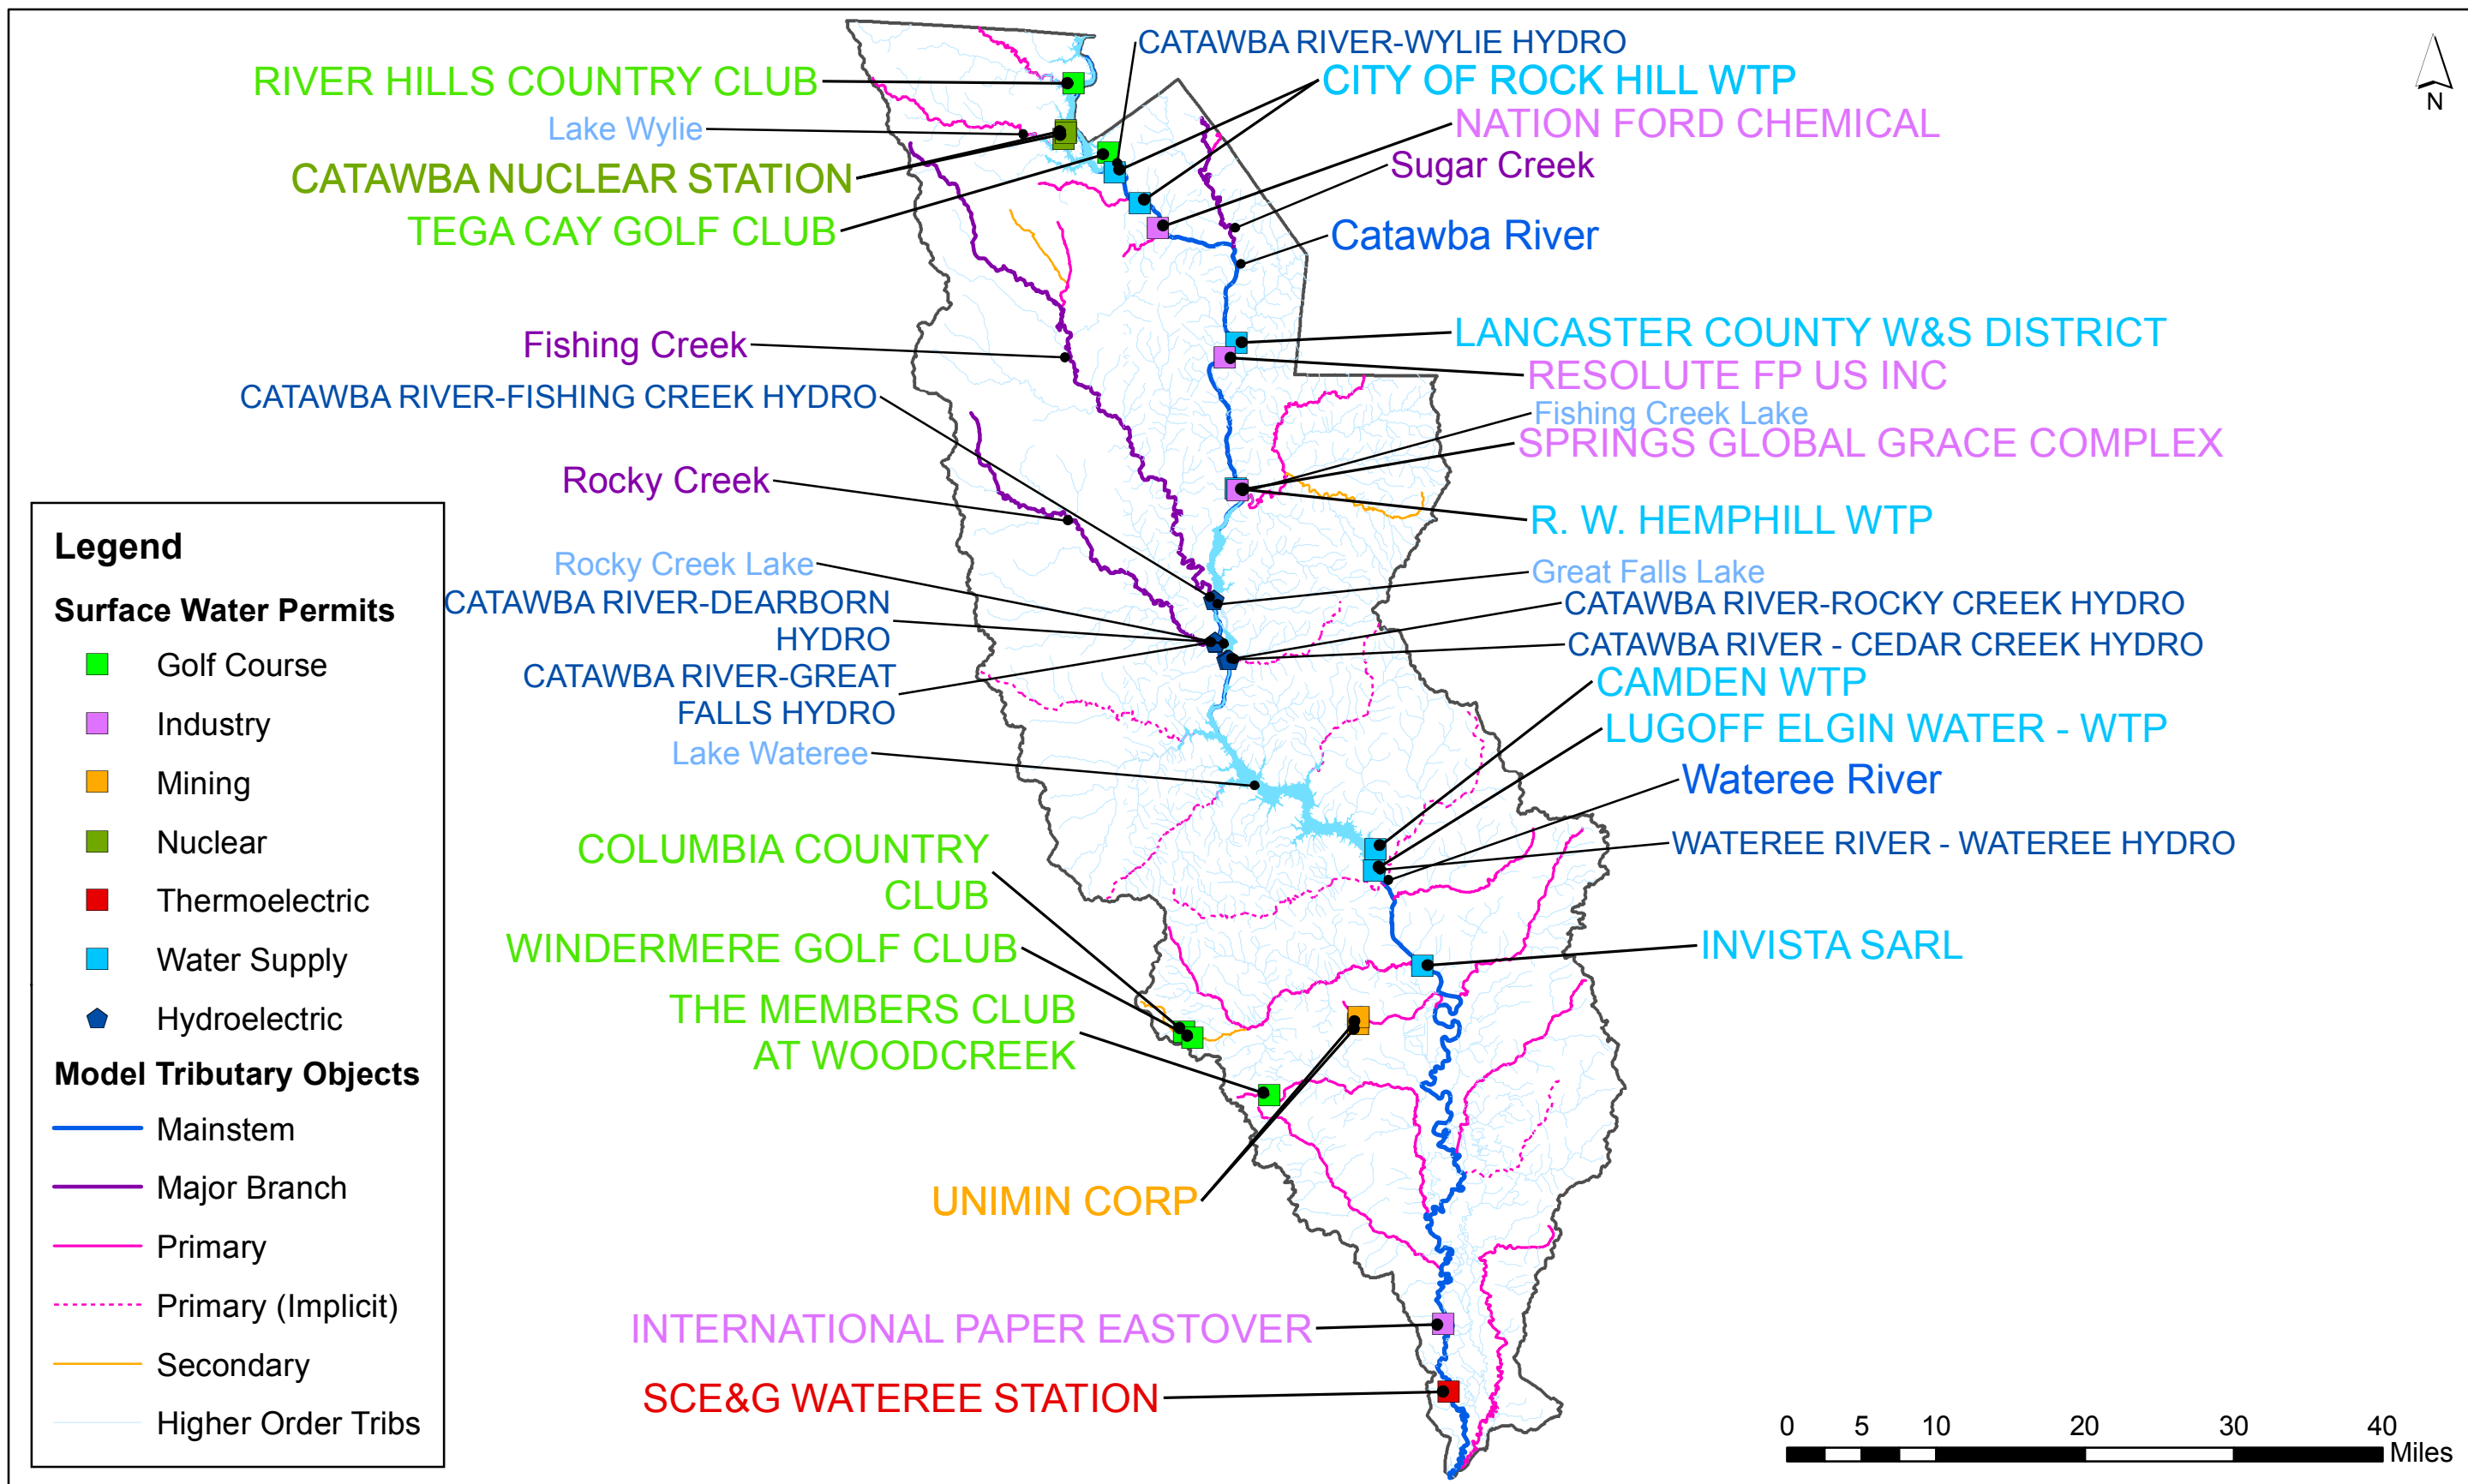 CATAWBA RIVER-WYLIE HYDRO
RIVER HILLS COUNTRY CLUB
CITY OF ROCK HILL WTP
N
Lake Wylie
NATION FORD CHEMICAL
CATAWBA NUCLEAR STATION
Sugar Creek
TEGA CAY GOLF CLUB
Catawba River
Fishing Creek
LANCASTER COUNTY W&S DISTRICT
RESOLUTE FP US INC
CATAWBA RIVER-FISHING CREEK HYDRO
Fishing Creek Lake
SPRINGS GLOBAL GRACE COMPLEX
Rocky Creek
R. W. HEMPHILL WTP
Rocky Creek Lake
Great Falls Lake
CATAWBA RIVER-DEARBORN
HYDRO
CATAWBA RIVER-ROCKY CREEK HYDRO
CATAWBA RIVER - CEDAR CREEK HYDRO
CATAWBA RIVER-GREAT
FALLS HYDRO
CAMDEN WTP
LUGOFF ELGIN WATER - WTP
Lake Wateree
Wateree River
WATEREE RIVER - WATEREE HYDRO
COLUMBIA COUNTRY
CLUB
WINDERMERE GOLF CLUB
INVISTA SARL
THE MEMBERS CLUB
AT WOODCREEK
UNIMIN CORP
INTERNATIONAL PAPER EASTOVER
SCE&G WATEREE STATION
Legend
Surface Water Permits
Golf Course
Industry
Mining
Nuclear
Thermoelectric
Water Supply
Hydroelectric
Model Tributary Objects
Mainstem
Major Branch
Primary
Primary (Implicit)
Secondary
Higher Order Tribs
0 5 10 20 30 40
Miles